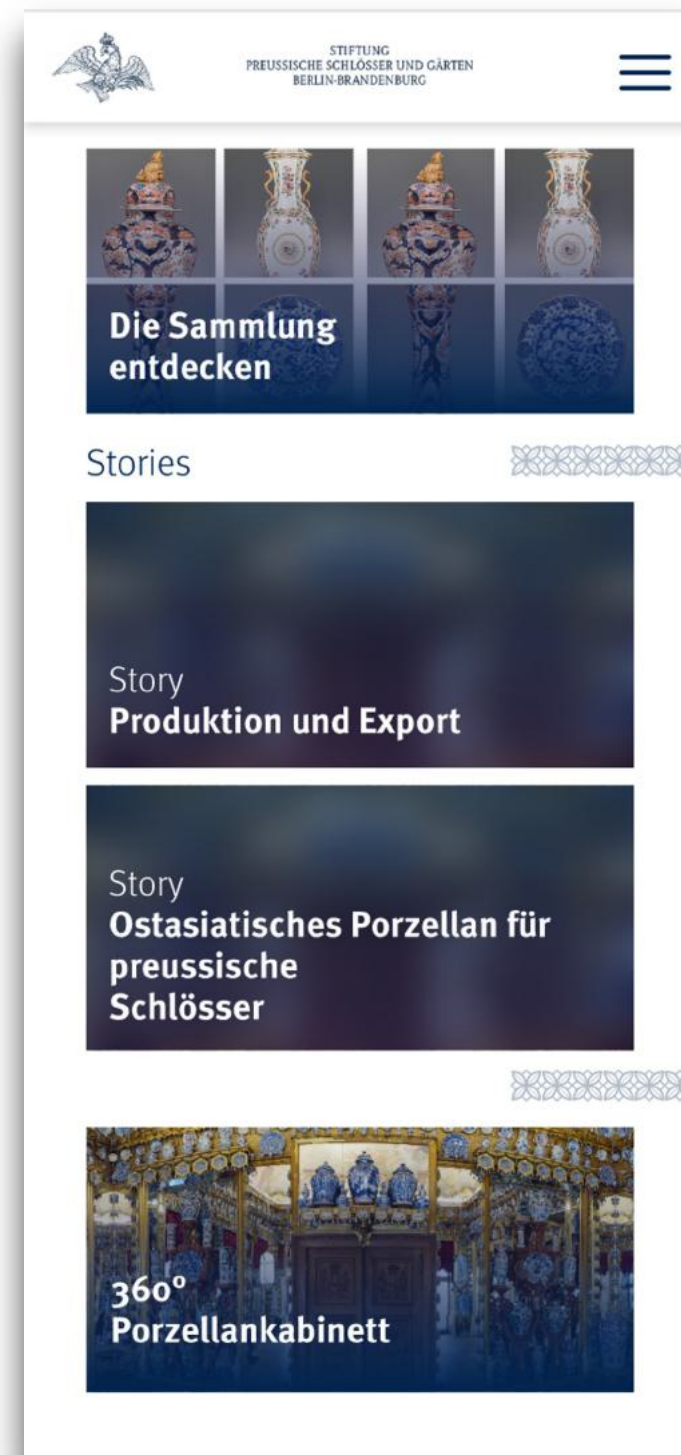 STIFTUNG
PREUSSISCHE SCHLÖSSER UND GÄRTEN
BERLIN-BRANDENBURG
Die Sammlung
entdecken
Stories
Story
Produktion und Export
Story
Ostasiatisches Porzellan für
preussische
Schlösser
360°
Porzellankabinett